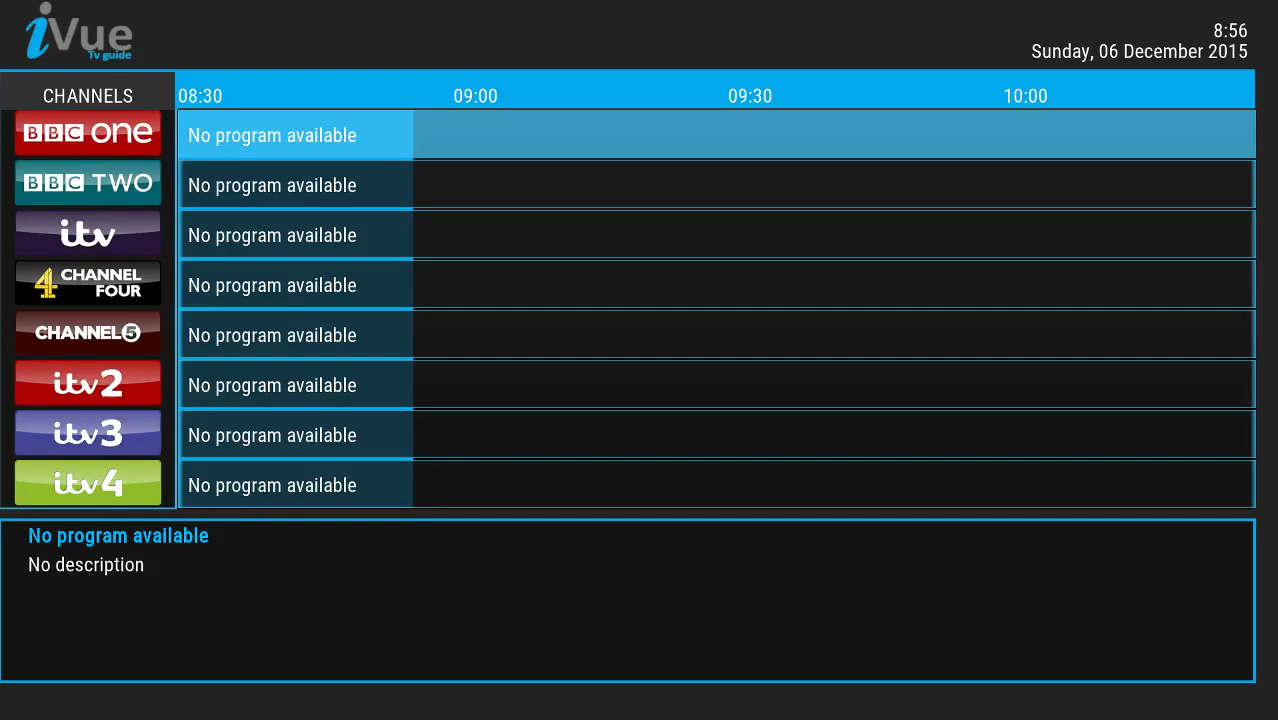 iVue
Tv guide
8:56
Sunday, 06 December 2015
CHANNELS 08:30 09:00 09:30 10:00
BBC one No program available
BBC TWO No program available
itv No program available
4 CHANNEL FOUR No program available
CHANNEL 5 No program available
itv2 No program available
itv3 No program available
itv4 No program available
No program available
No description